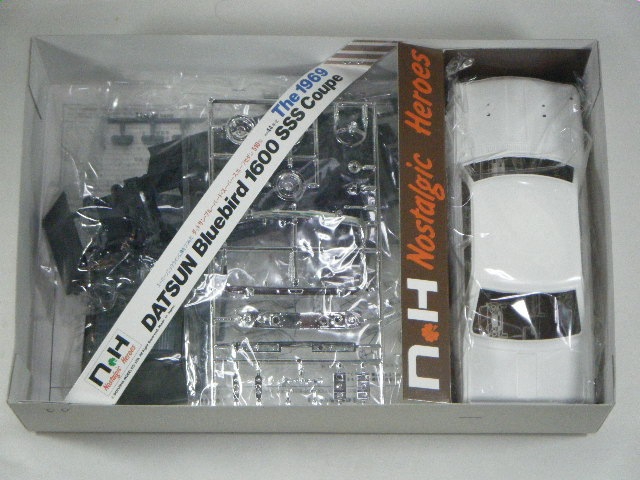 The 1969
DATSUN Bluebird 1600 SSS Coupe
n H
Nostalgic Heroes
n H Nostalgic Heroes